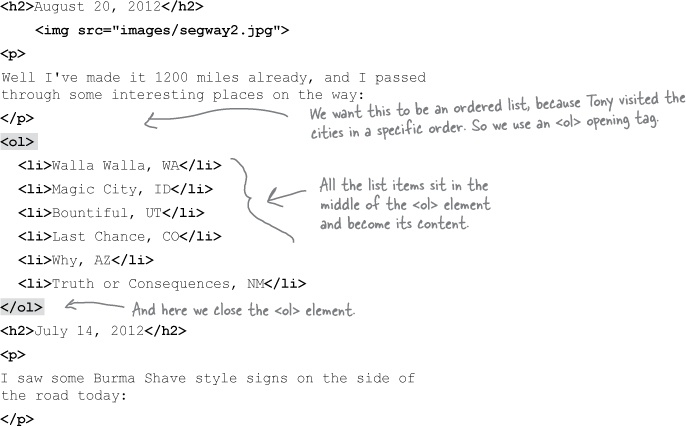 <h2>August 20, 2012</h2>
<img src="images/segway2.jpg">
<p>
Well I've made it 1200 miles already, and I passed
through some interesting places on the way:
</p>
We want this to be an ordered list, because Tony visited the
cities in a specific order. So we use an <ol> opening tag.
<ol>
<li>Walla Walla, WA</li>
<li>Magic City, ID</li>
<li>Bountiful, UT</li>
<li>Last Chance, CO</li>
<li>Why, AZ</li>
<li>Truth or Consequences, NM</li>
All the list items sit in the
middle of the <ol> element
and become its content.
</ol>
And here we close the <ol> element.
<h2>July 14, 2012</h2>
<p>
I saw some Burma Shave style signs on the side of
the road today:
</p>